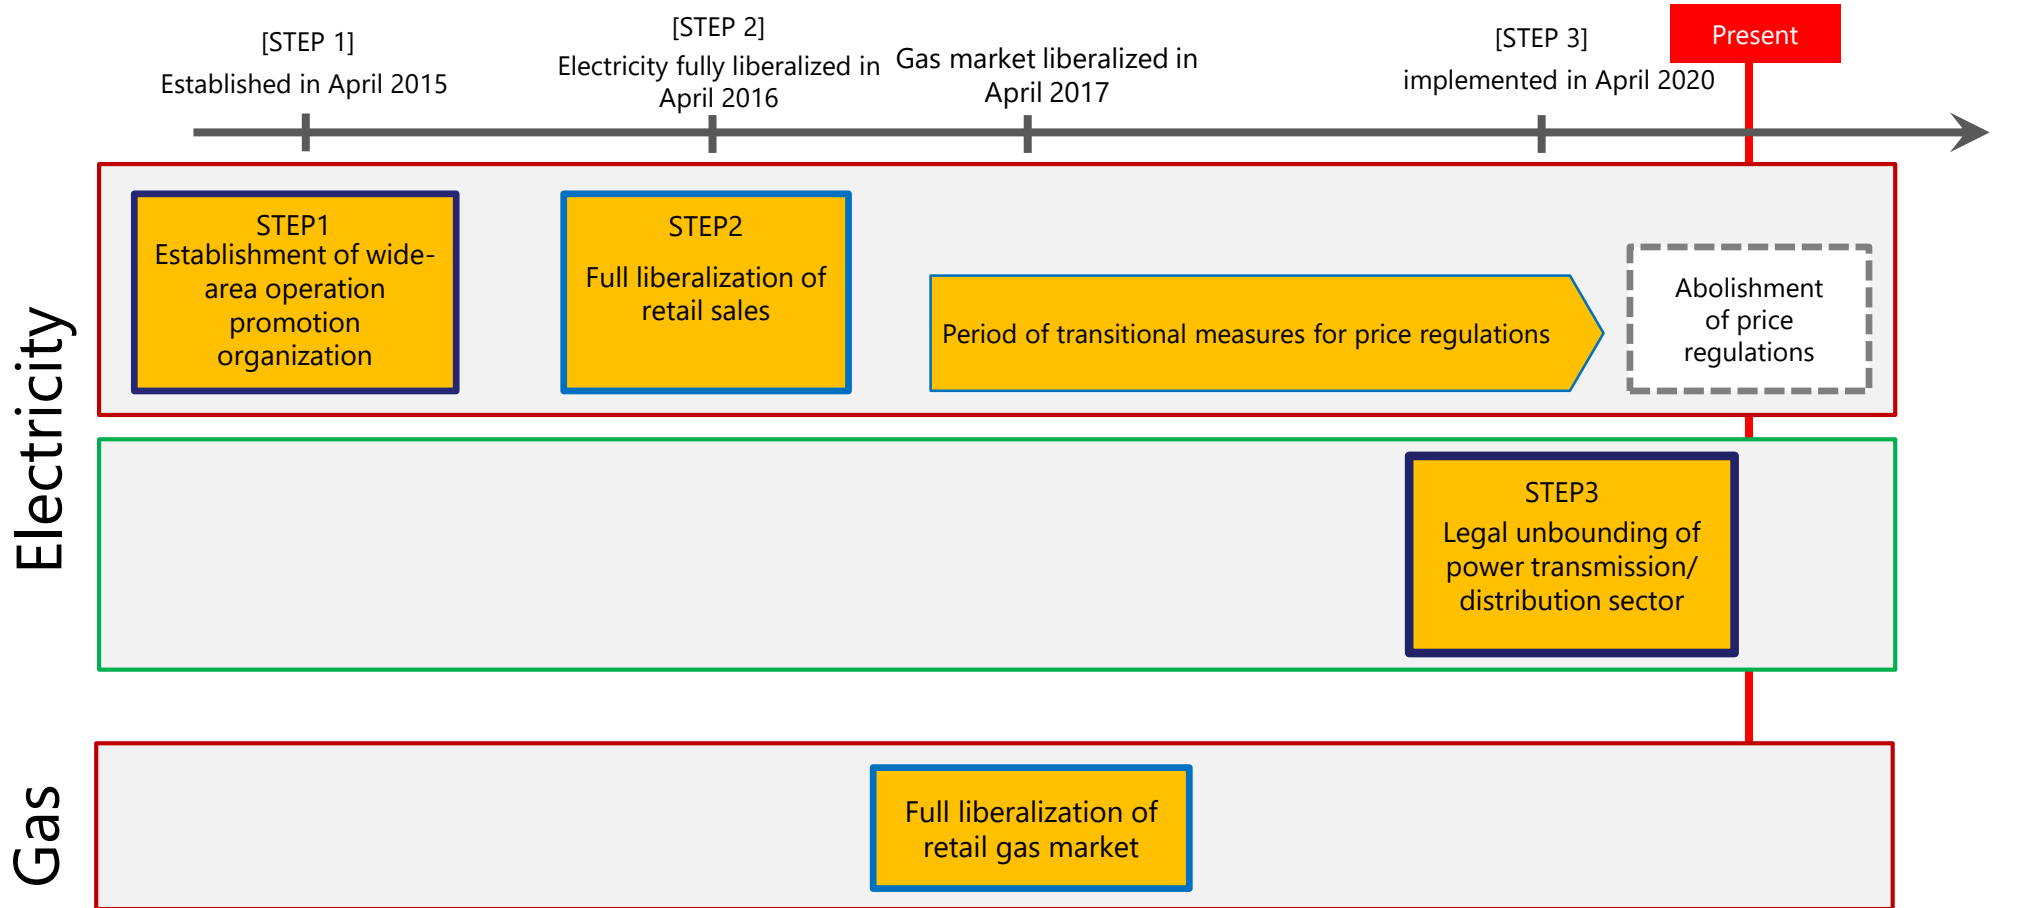 [STEP 1]
Established in April 2015
[STEP 2]
Electricity fully liberalized in
April 2016
Gas market liberalized in
April 2017
[STEP 3]
implemented in April 2020
Present
Electricity
STEP1
Establishment of wide-
area operation
promotion
organization
STEP2
Full liberalization of
retail sales
Period of transitional measures for price regulations
Abolishment
of price
regulations
STEP3
Legal unbounding of
power transmission/
distribution sector
Gas
Full liberalization of
retail gas market